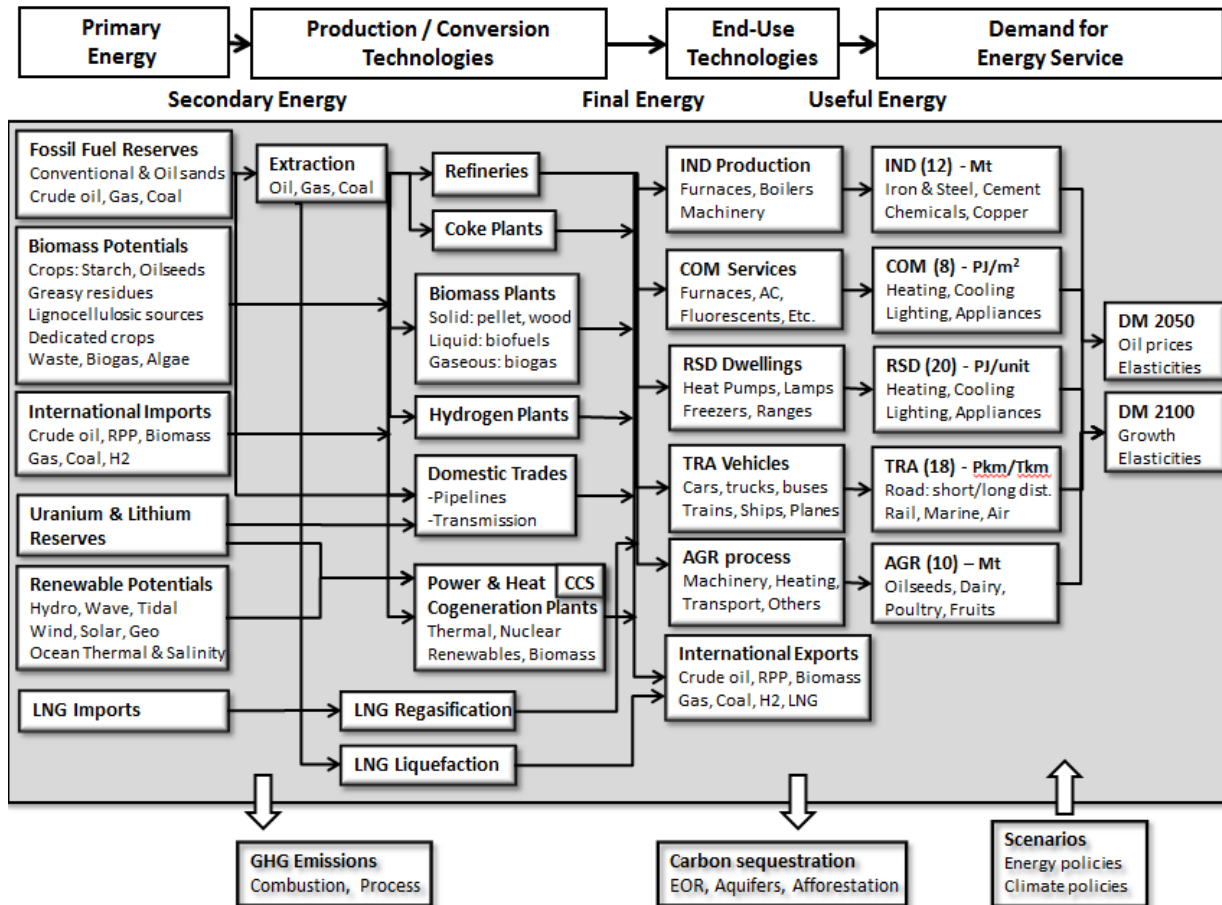 Primary
Energy
Production / Conversion
Technologies
End-Use
Technologies
Demand for
Energy Service
Secondary Energy
Final Energy
Useful Energy
Fossil Fuel Reserves
Conventional & Oil sands
Crude oil, Gas, Coal
Biomass Potentials
Crops: Starch, Oilseeds
Greasy residues
Lignocellulosic sources
Dedicated crops
Waste, Biogas, Algae
International Imports
Crude oil, RPP, Biomass
Gas, Coal, H2
Uranium & Lithium
Reserves
Renewable Potentials
Hydro, Wave, Tidal
Wind, Solar, Geo
Ocean Thermal & Salinity
LNG Imports
Extraction
Oil, Gas, Coal
Refineries
Coke Plants
Biomass Plants
Solid: pellet, wood
Liquid: biofuels
Gaseous: biogas
Hydrogen Plants
Domestic Trades
-Pipelines
-Transmission
Power & Heat
CCS
Cogeneration Plants
Thermal, Nuclear
Renewables, Biomass
LNG Regasification
LNG Liquefaction
IND Production
Furnaces, Boilers
Machinery
COM Services
Furnaces, AC,
Fluorescents, Etc.
RSD Dwellings
Heat Pumps, Lamps
Freezers, Ranges
TRA Vehicles
Cars, trucks, buses
Trains, Ships, Planes
AGR process
Machinery, Heating,
Transport, Others
International Exports
Crude oil, RPP, Biomass
Gas, Coal, H2, LNG
IND (12) - Mt
Iron & Steel, Cement
Chemicals, Copper
COM (8) - PJ/m²
Heating, Cooling
Lighting, Appliances
RSD (20) - PJ/unit
Heating, Cooling
Lighting, Appliances
TRA (18) - Pkm/Tkm
Road: short/long dist.
Rail, Marine, Air
AGR (10) – Mt
Oilseeds, Dairy,
Poultry, Fruits
DM 2050
Oil prices
Elasticities
DM 2100
Growth
Elasticities
GHG Emissions
Combustion, Process
Carbon sequestration
EOR, Aquifers, Afforestation
Scenarios
Energy policies
Climate policies